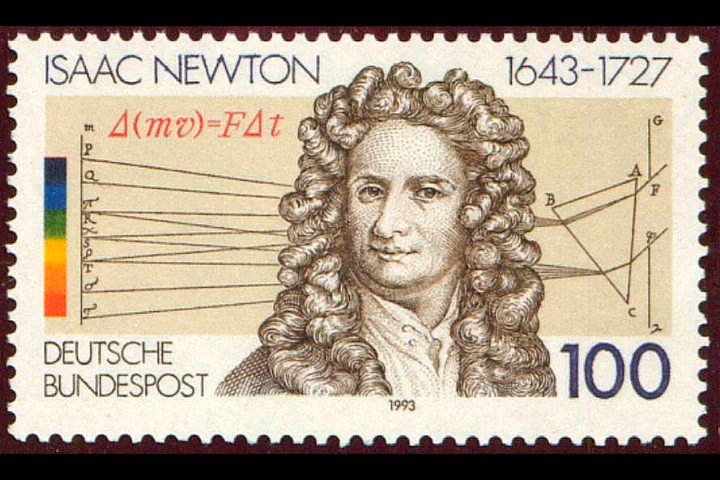 ISAAC NEWTON 1643-1727
Δ(mv)=FΔt
m
P
G
A
F
B
C
DEUTSCHE
BUNDESPOST
100
1993